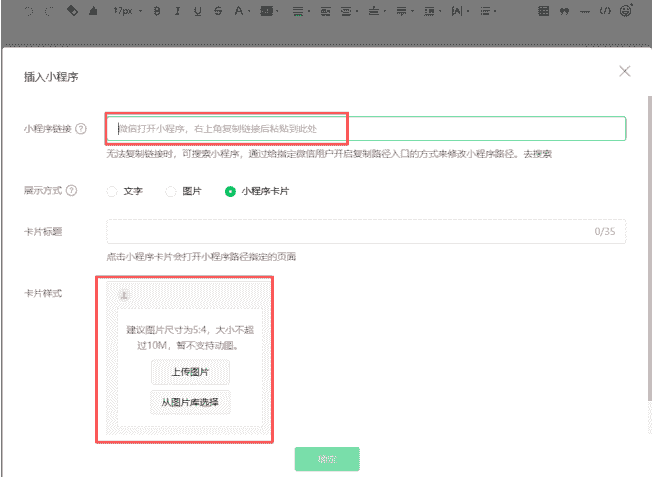 17px
B I U S A
插入小程序
小程序链接 ?
微信打开小程序，右上角复制链接后粘贴到此处
无法复制链接时，可搜索小程序，通过给指定微信用户开启复制路径入口的方式来修改小程序路径。去搜索
展示方式 ? 文字 图片 小程序卡片
卡片标题 0/35
点击小程序卡片会打开小程序路径指定的页面
卡片样式
建议图片尺寸为5:4，大小不超
过10M，暂不支持动图。
上传图片
从图片库选择